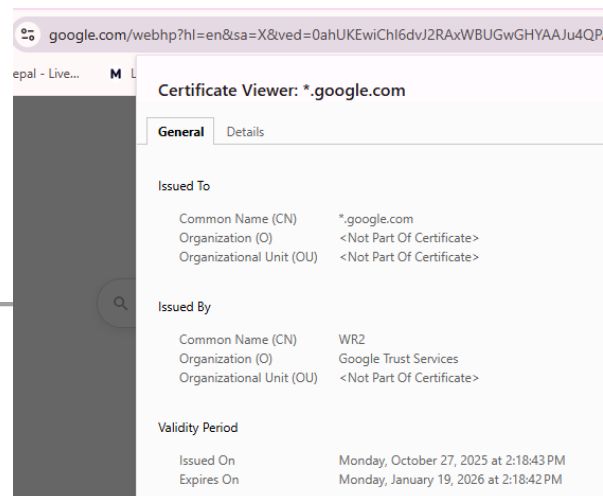 google.com/webhp?hl=en&sa=X&ved=0ahUKEwiChI6dvJ2RAxWBUGwGHYAAJu4QP
epal - Live... M L
Certificate Viewer: *.google.com
General Details
Issued To
Common Name (CN) *.google.com
Organization (O) <Not Part Of Certificate>
Organizational Unit (OU) <Not Part Of Certificate>
Issued By
Common Name (CN) WR2
Organization (O) Google Trust Services
Organizational Unit (OU) <Not Part Of Certificate>
Validity Period
Issued On Monday, October 27, 2025 at 2:18:43 PM
Expires On Monday, January 19, 2026 at 2:18:42 PM